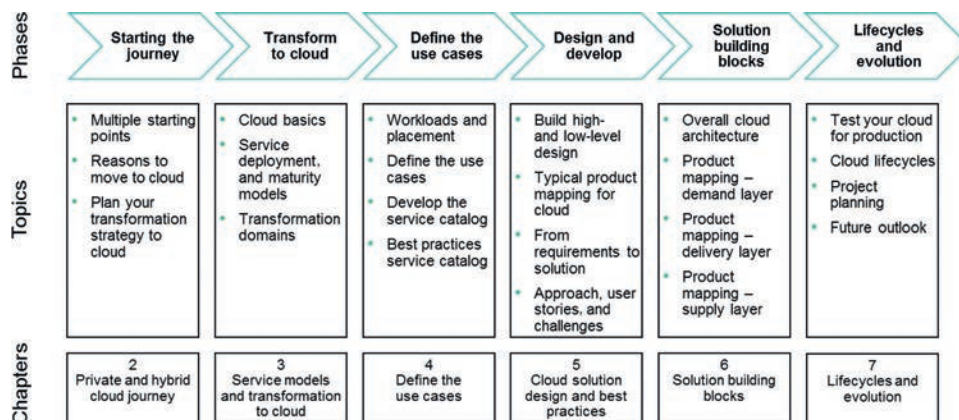 Phases
Starting the
journey
Transform
to cloud
Define the
use cases
Design and
develop
Solution
building
blocks
Lifecycles
and
evolution
Topics
Multiple starting
points
Reasons to
move to cloud
Plan your
transformation
strategy to
cloud
Cloud basics
Service
deployment,
and maturity
models
Transformation
domains
Workloads and
placement
Define the use
cases
Develop the
service catalog
Best practices
service catalog
Build high-
and low-level
design
Typical product
mapping for
cloud
From
requirements to
solution
Approach, user
stories, and
challenges
Overall cloud
architecture
Product
mapping –
demand layer
Product
mapping –
delivery layer
Product
mapping –
supply layer
Test your cloud
for production
Cloud lifecycles
Project
planning
Future outlook
Chapters
2
Private and hybrid
cloud journey
3
Service models
and transformation
to cloud
4
Define the
use cases
5
Cloud solution
design and best
practices
6
Solution building
blocks
7
Lifecycles and
evolution